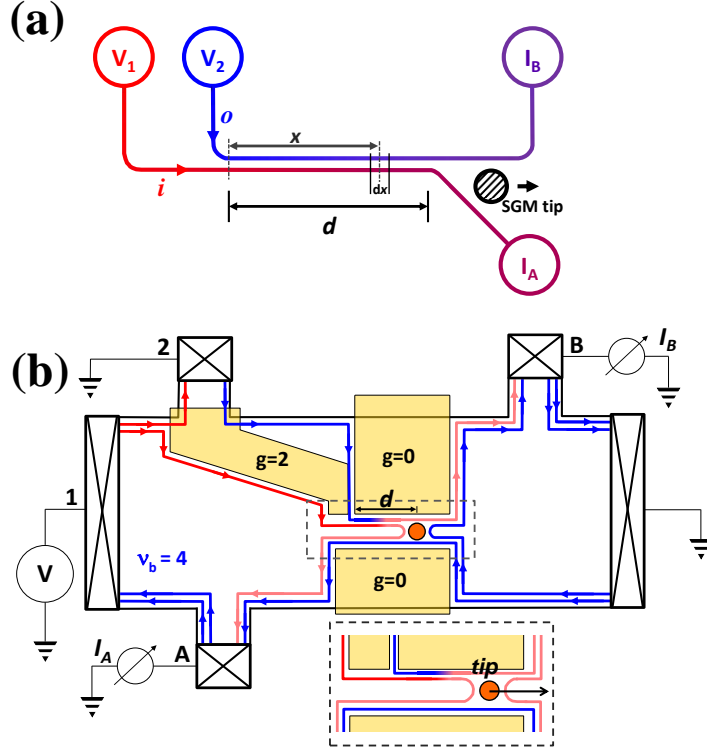 (a)
V1
V2
IB
o
x
dx
i
d
SGM tip
IA
(b)
2
B
IB
g=2
g=0
d
1
V
νb = 4
g=0
IA
A
tip